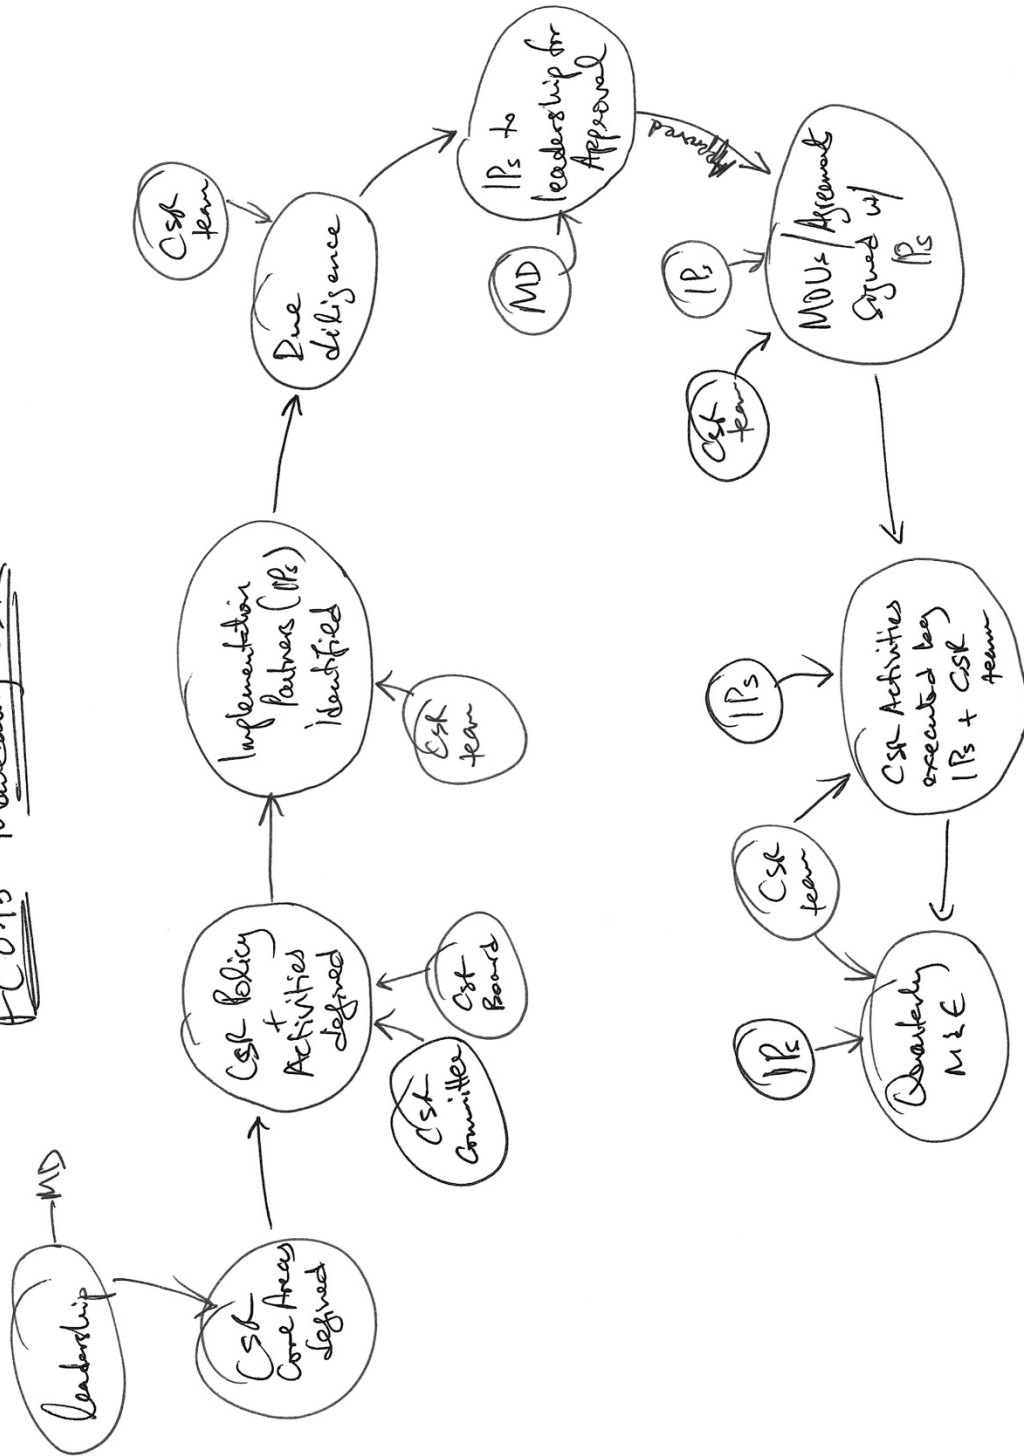 Leadership
→ MD
CSR
Core Areas
defined
CSR Policy
+
Activities
defined
CSR
Committee
CSR
Board
Implementation
Partners (IPs)
identified
CSR
team
Due
diligence
CSR
team
IPs to
leadership for
Approval
MD
Approved
MOUs/Agreement
Signed w/
IPs
IPs
CSR
team
CSR Activities
executed by
IPs + CSR
team
IPs
CSR
team
Quarterly
M&E
IPs